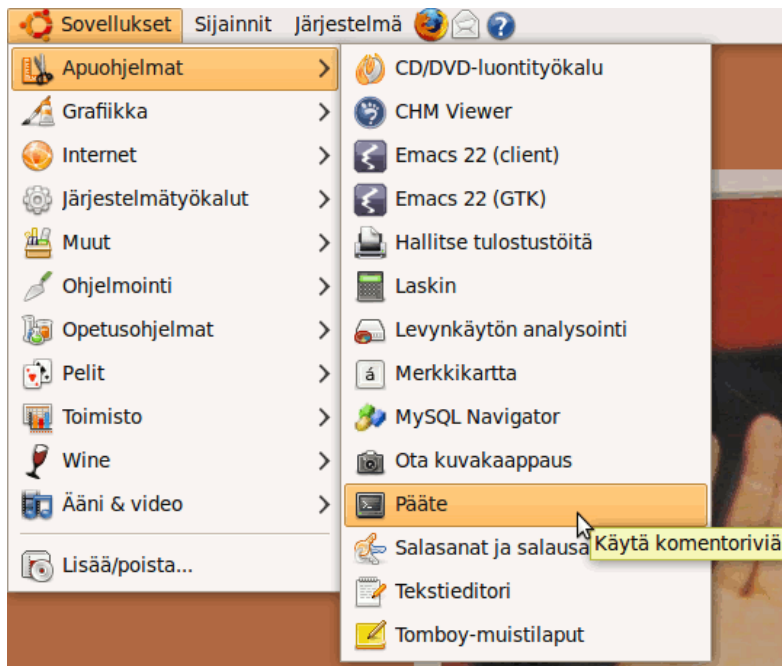 Sovellukset Sijainnit Järjestelmä
Apuohjelmat
Grafiikka
Internet
Järjestelmätyökalut
Muut
Ohjelmointi
Opetusohjelmat
Pelit
Toimisto
Wine
Ääni & video
Lisää/poista...
CD/DVD-luontityökalu
CHM Viewer
Emacs 22 (client)
Emacs 22 (GTK)
Hallitse tulostustöitä
Laskin
Levynkäytön analysointi
á Merkkikartta
MySQL Navigator
Ota kuvakaappaus
Pääte
Salasanat ja salausa
Käytä komentoriviä
Tekstieditori
Tomboy-muistilaput